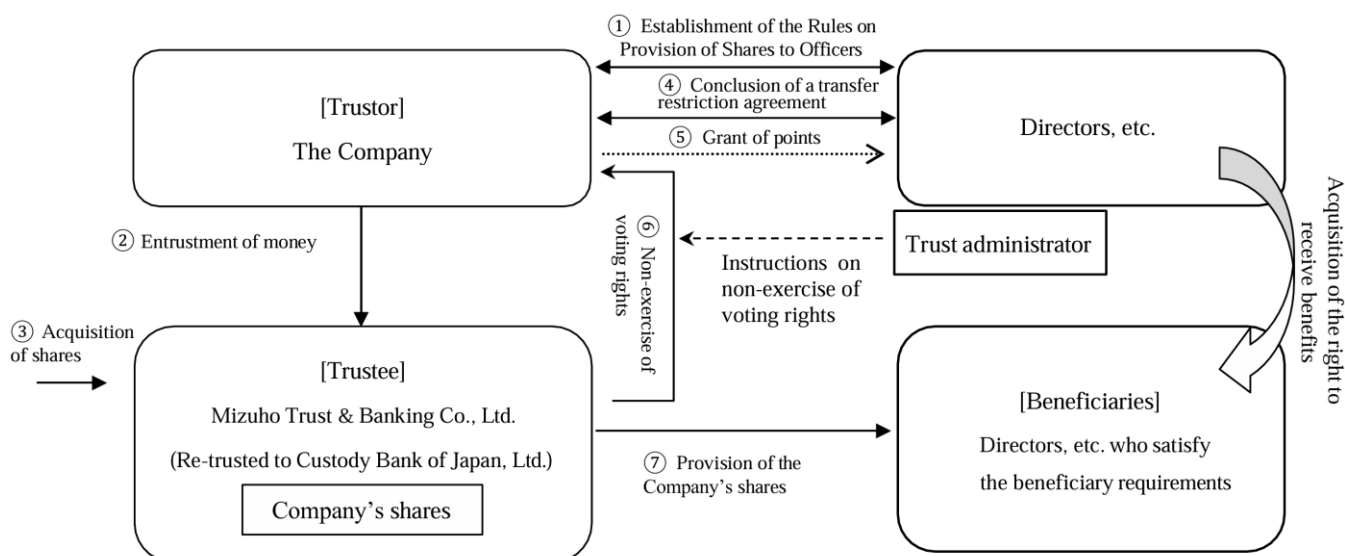 ① Establishment of the Rules on
Provision of Shares to Officers
④ Conclusion of a transfer
restriction agreement
⑤ Grant of points
[Trustor]
The Company
Directors, etc.
② Entrustment of money
⑥ Non-exercise of
voting rights
Instructions on
non-exercise of
voting rights
Trust administrator
Acquisition of the right to
receive benefits
③ Acquisition
of shares
[Trustee]
Mizuho Trust & Banking Co., Ltd.
(Re-trusted to Custody Bank of Japan, Ltd.)
Company’s shares
⑦ Provision of the
Company’s shares
[Beneficiaries]
Directors, etc. who satisfy
the beneficiary requirements